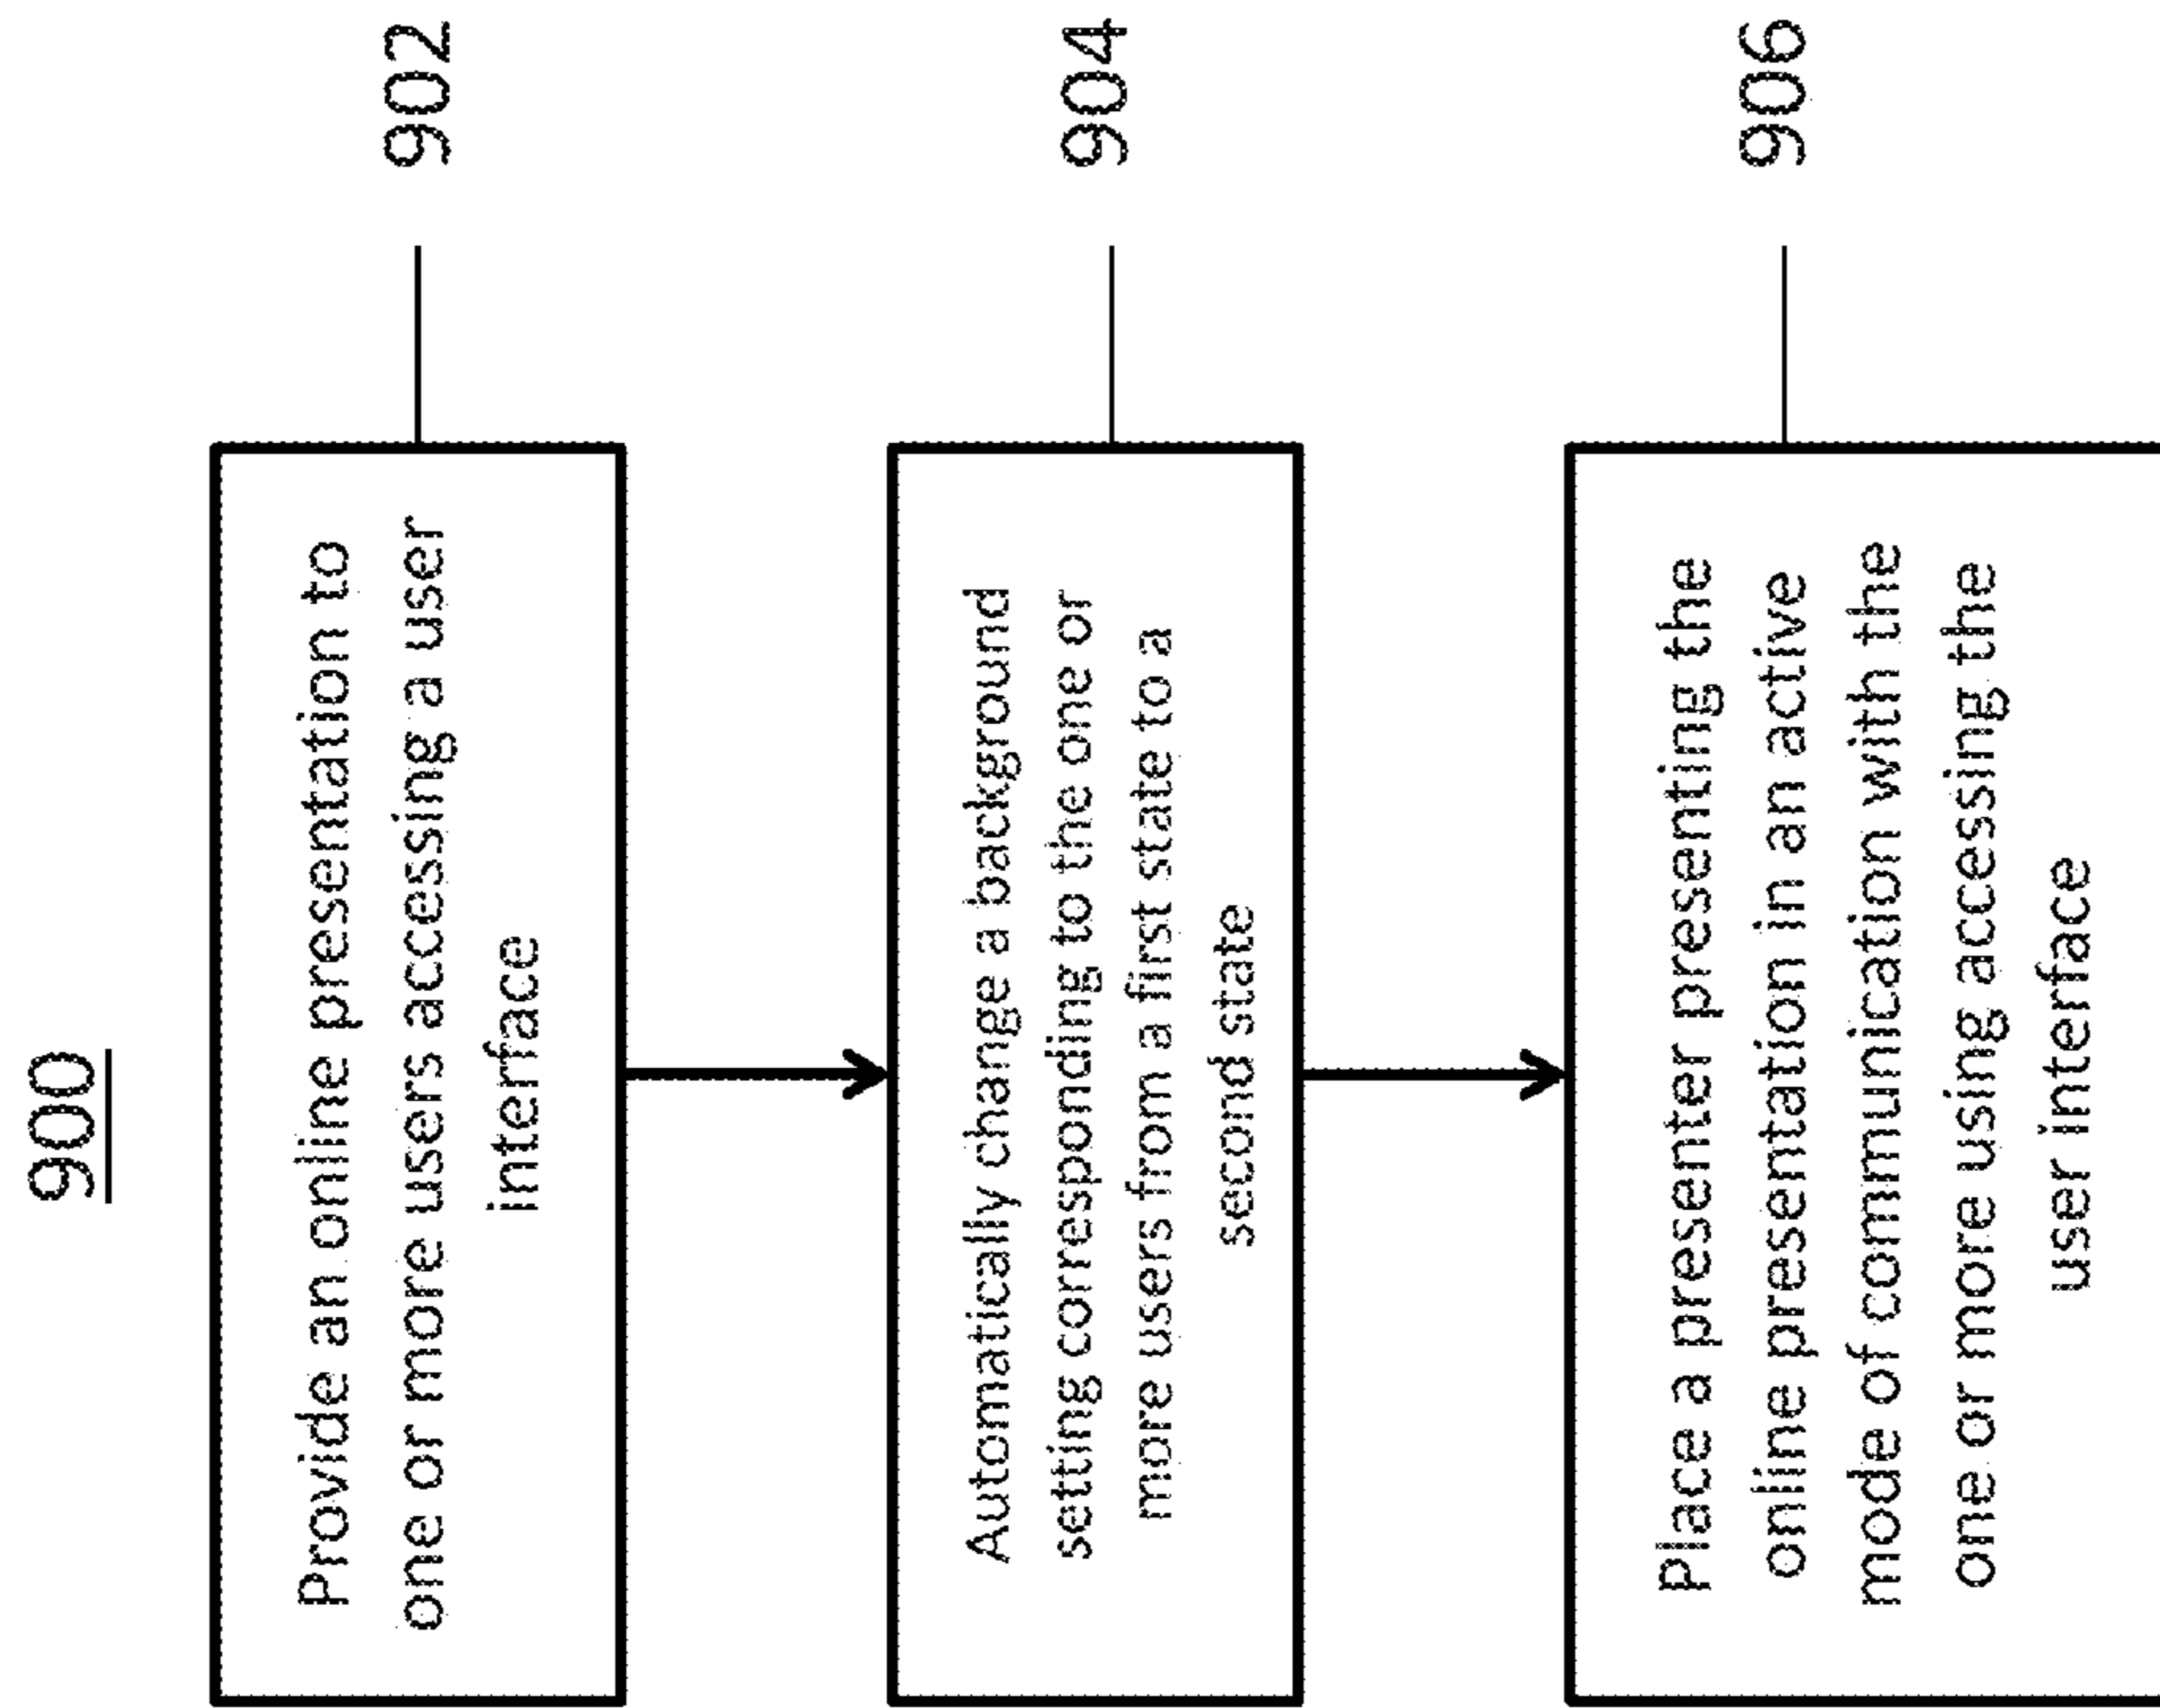 900
Provide an online presentation to
one or more users accessing a user
interface
902
Automatically change a background
setting corresponding to the one or
more users from a first state to a
second state
904
Place a presenter presenting the
online presentation in an active
mode of communication with the
one or more using accessing the
user interface
906